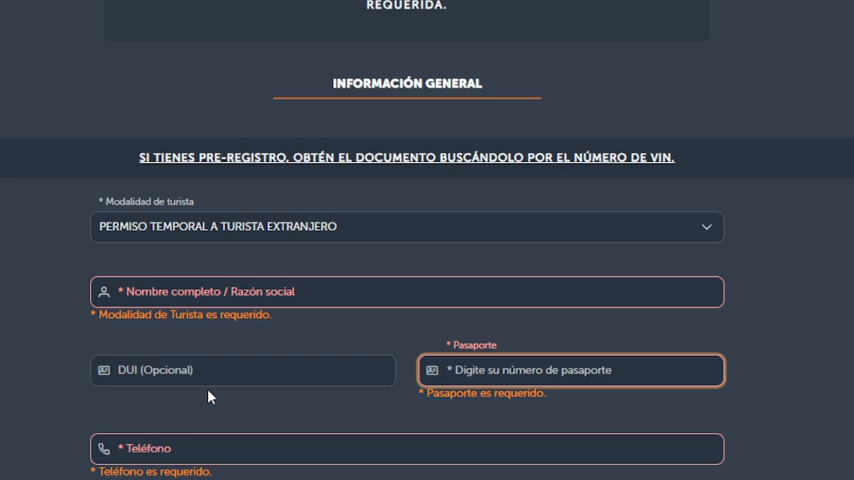 REQUERIDA.
INFORMACIÓN GENERAL
SI TIENES PRE-REGISTRO, OBTÉN EL DOCUMENTO BUSCÁNDOLO POR EL NÚMERO DE VIN.
* Modalidad de turista
PERMISO TEMPORAL A TURISTA EXTRANJERO
* Nombre completo / Razón social
* Modalidad de Turista es requerido.
* Pasaporte
DUI (Opcional)
* Digite su número de pasaporte
* Pasaporte es requerido.
* Teléfono
* Teléfono es requerido.